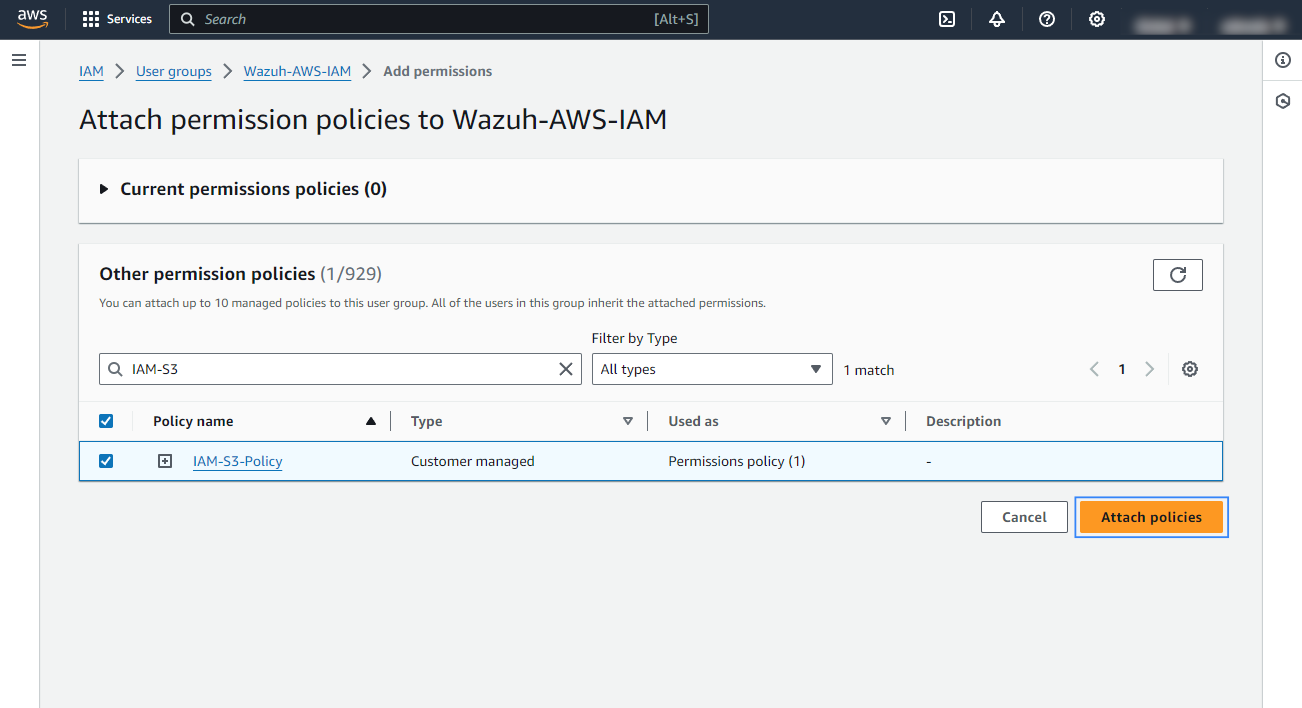 aws Services Search [Alt+S]
IAM User groups Wazuh-AWS-IAM Add permissions
Attach permission policies to Wazuh-AWS-IAM
Current permissions policies (0)
Other permission policies (1/929)
You can attach up to 10 managed policies to this user group. All of the users in this group inherit the attached permissions.
Filter by Type
IAM-S3 All types 1 match 1
Policy name Type Used as Description
IAM-S3-Policy Customer managed Permissions policy (1) -
Cancel Attach policies